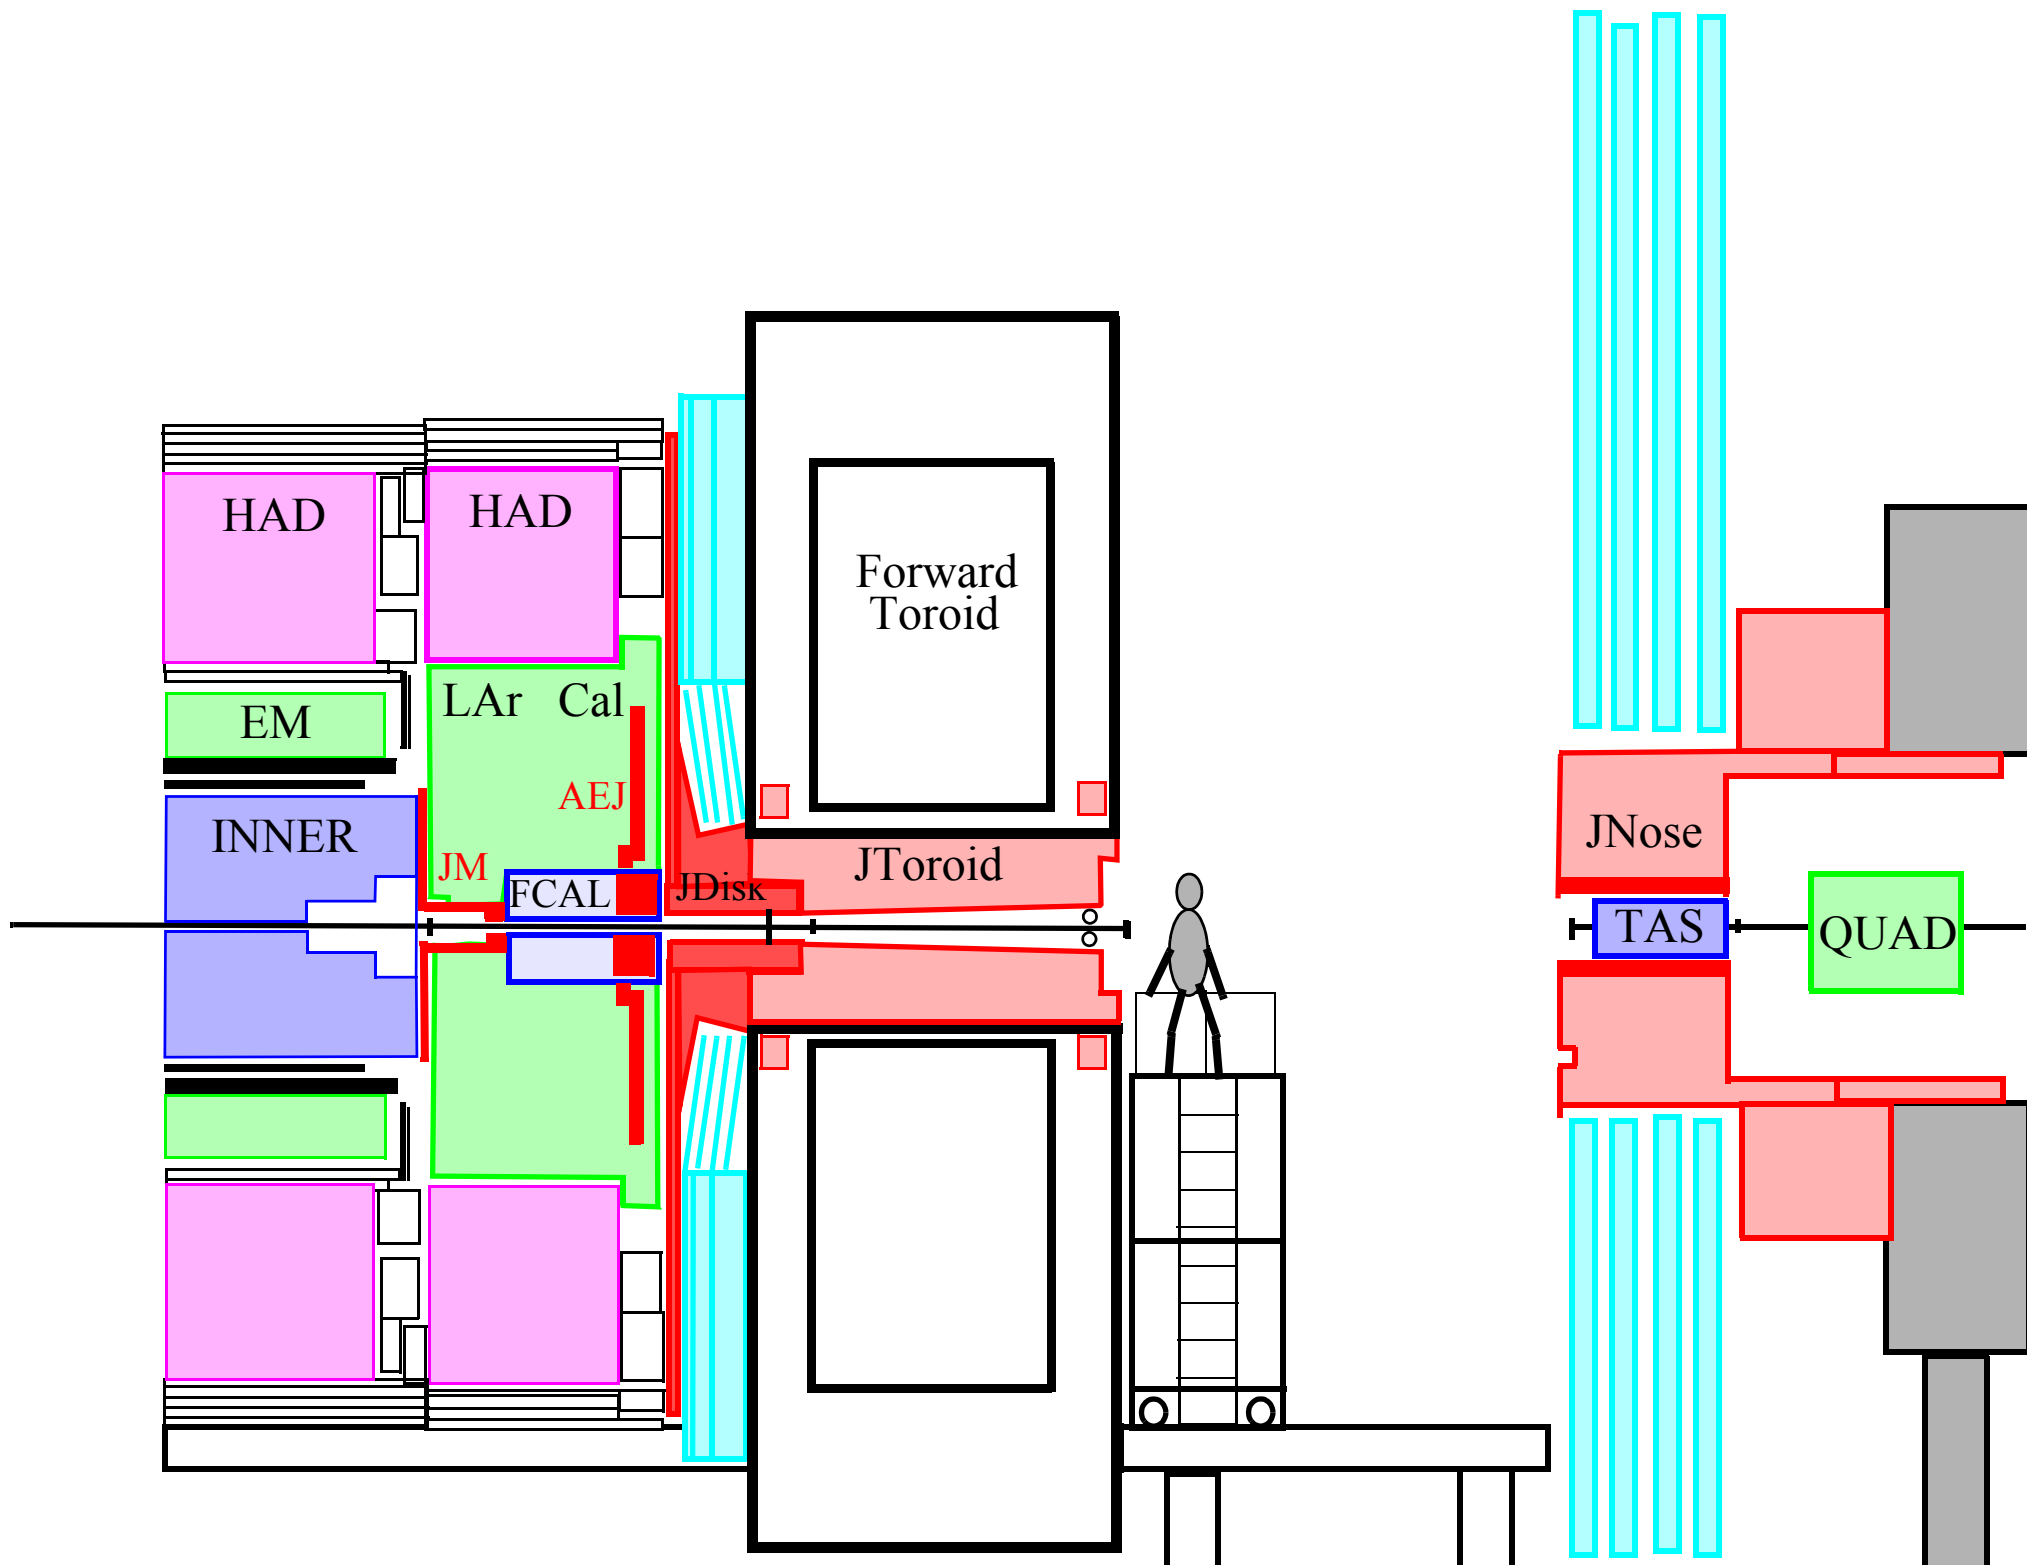 HAD
HAD
Forward
Toroid
LAr Cal
EM
AEJ
INNER
JNose
JM
JToroid
FCAL
JDisk
TAS
QUAD